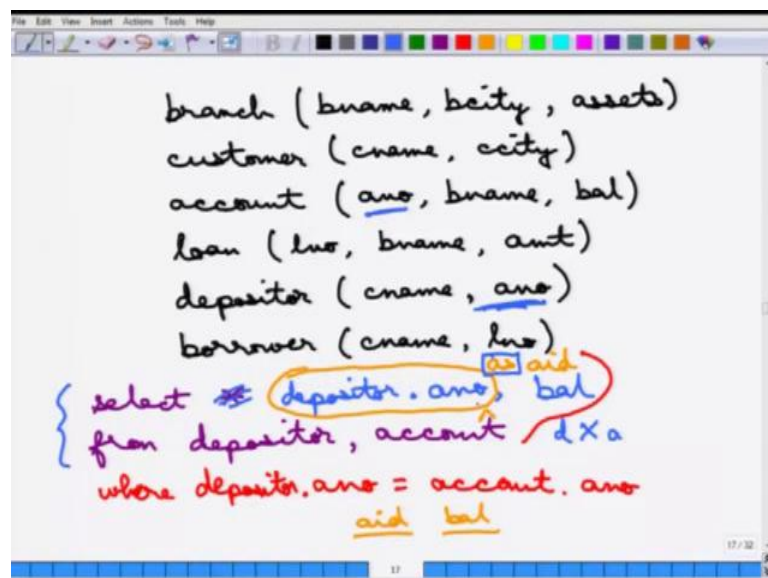 File Edit View Insert Actions Tools Help
branch (bname, bcity, assets)
customer (cname, ccity)
account (ano, bname, bal)
loan (lno, bname, amt)
depositor (cname, ano)
borrower (cname, lno)
as aid
select * depositor.ano, bal
from depositor, account d X a
where depositor.ano = account.ano
aid bal
17/32
17